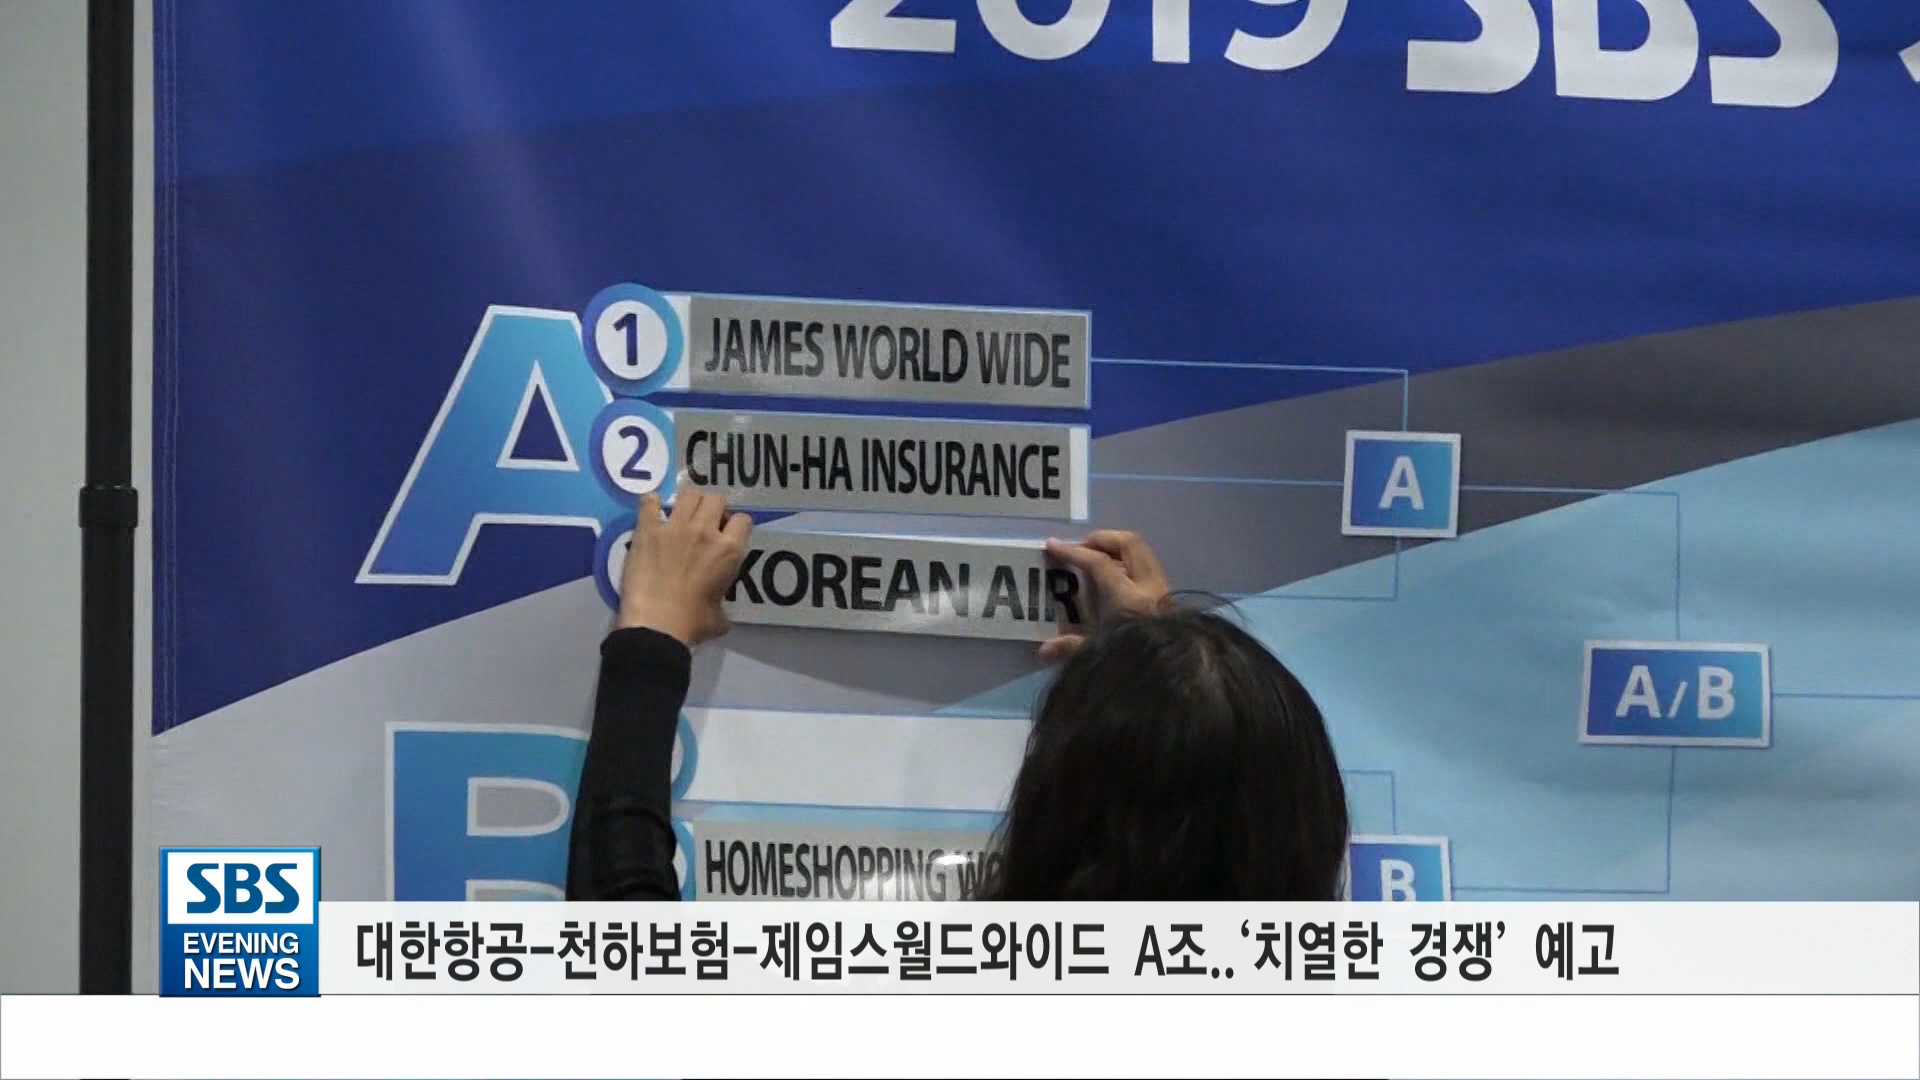 2019 SBS
A
1 JAMES WORLD WIDE
2 CHUN-HA INSURANCE
KOREAN AIR
A
A/B
B
HOMESHOPPING
B
SBS
EVENING
NEWS
대한항공-천하보험-제임스월드와이드 A조..‘치열한 경쟁’ 예고